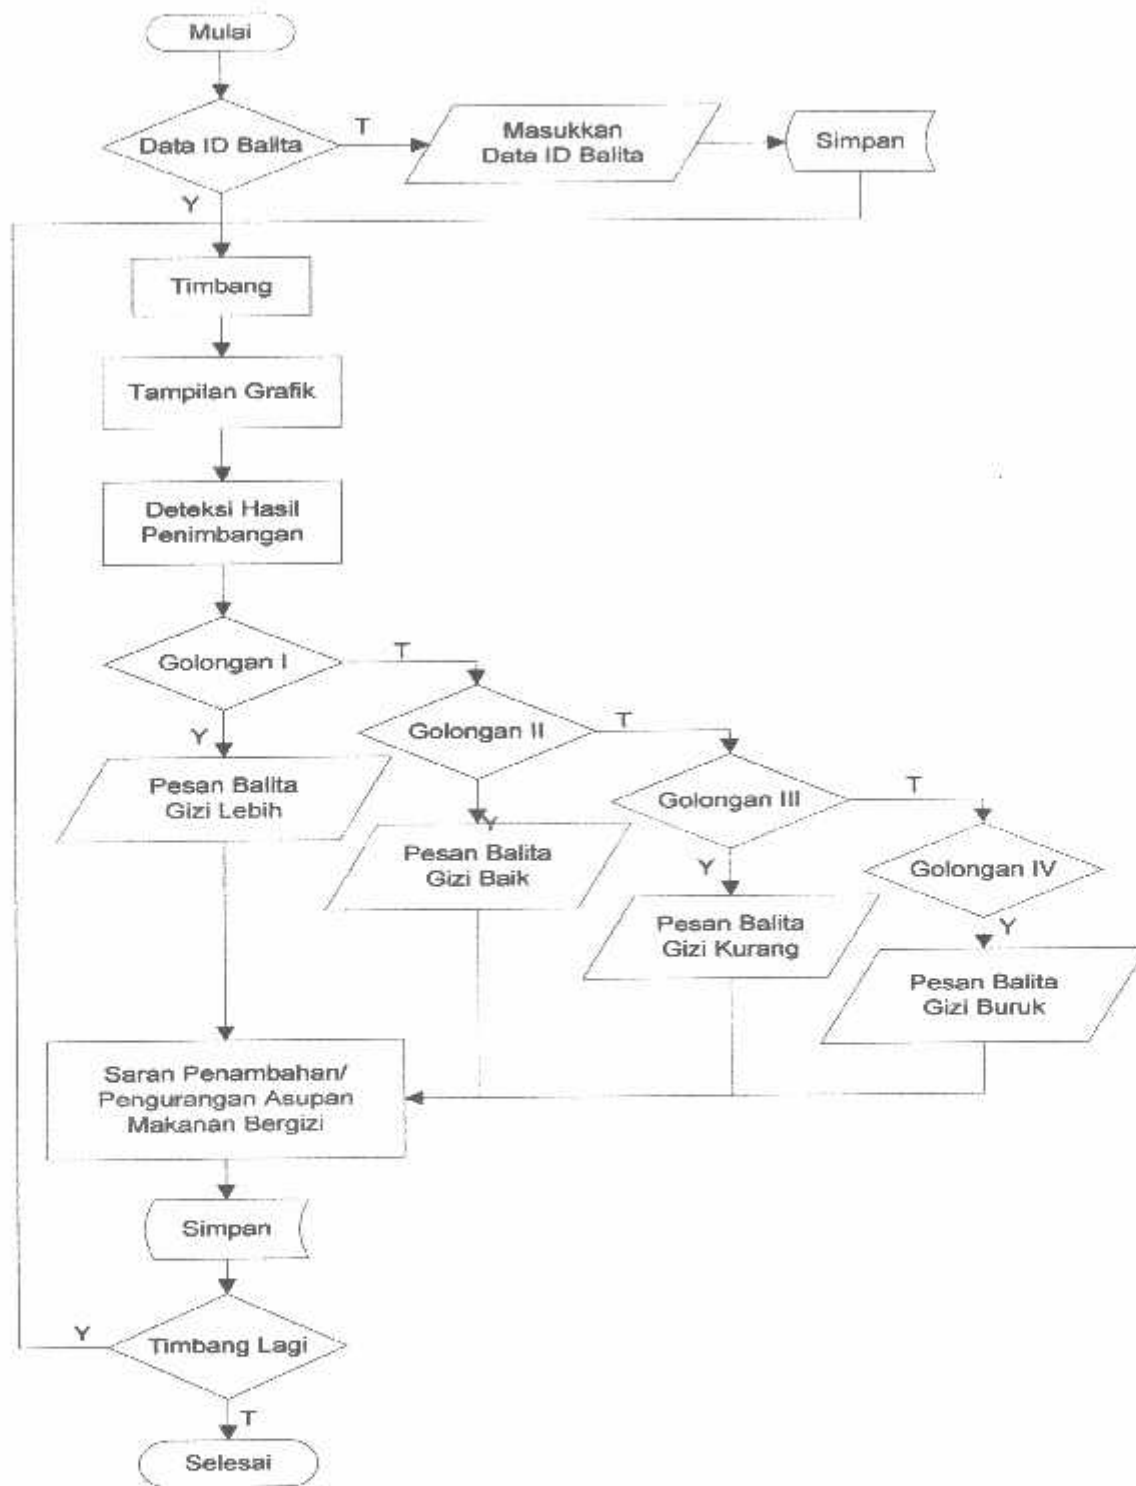 Mulai
Data ID Balita
T
Masukkan
Data ID Balita
Simpan
Y
Timbang
Tampilan Grafik
Deteksi Hasil
Penimbangan
Golongan I
T
Y
Golongan II
T
Pesan Balita
Gizi Lebih
Y
Golongan III
T
Pesan Balita
Gizi Baik
Y
Golongan IV
Pesan Balita
Gizi Kurang
Y
Pesan Balita
Gizi Buruk
Saran Penambahan/
Pengurangan Asupan
Makanan Bergizi
Simpan
Y
Timbang Lagi
T
Selesai